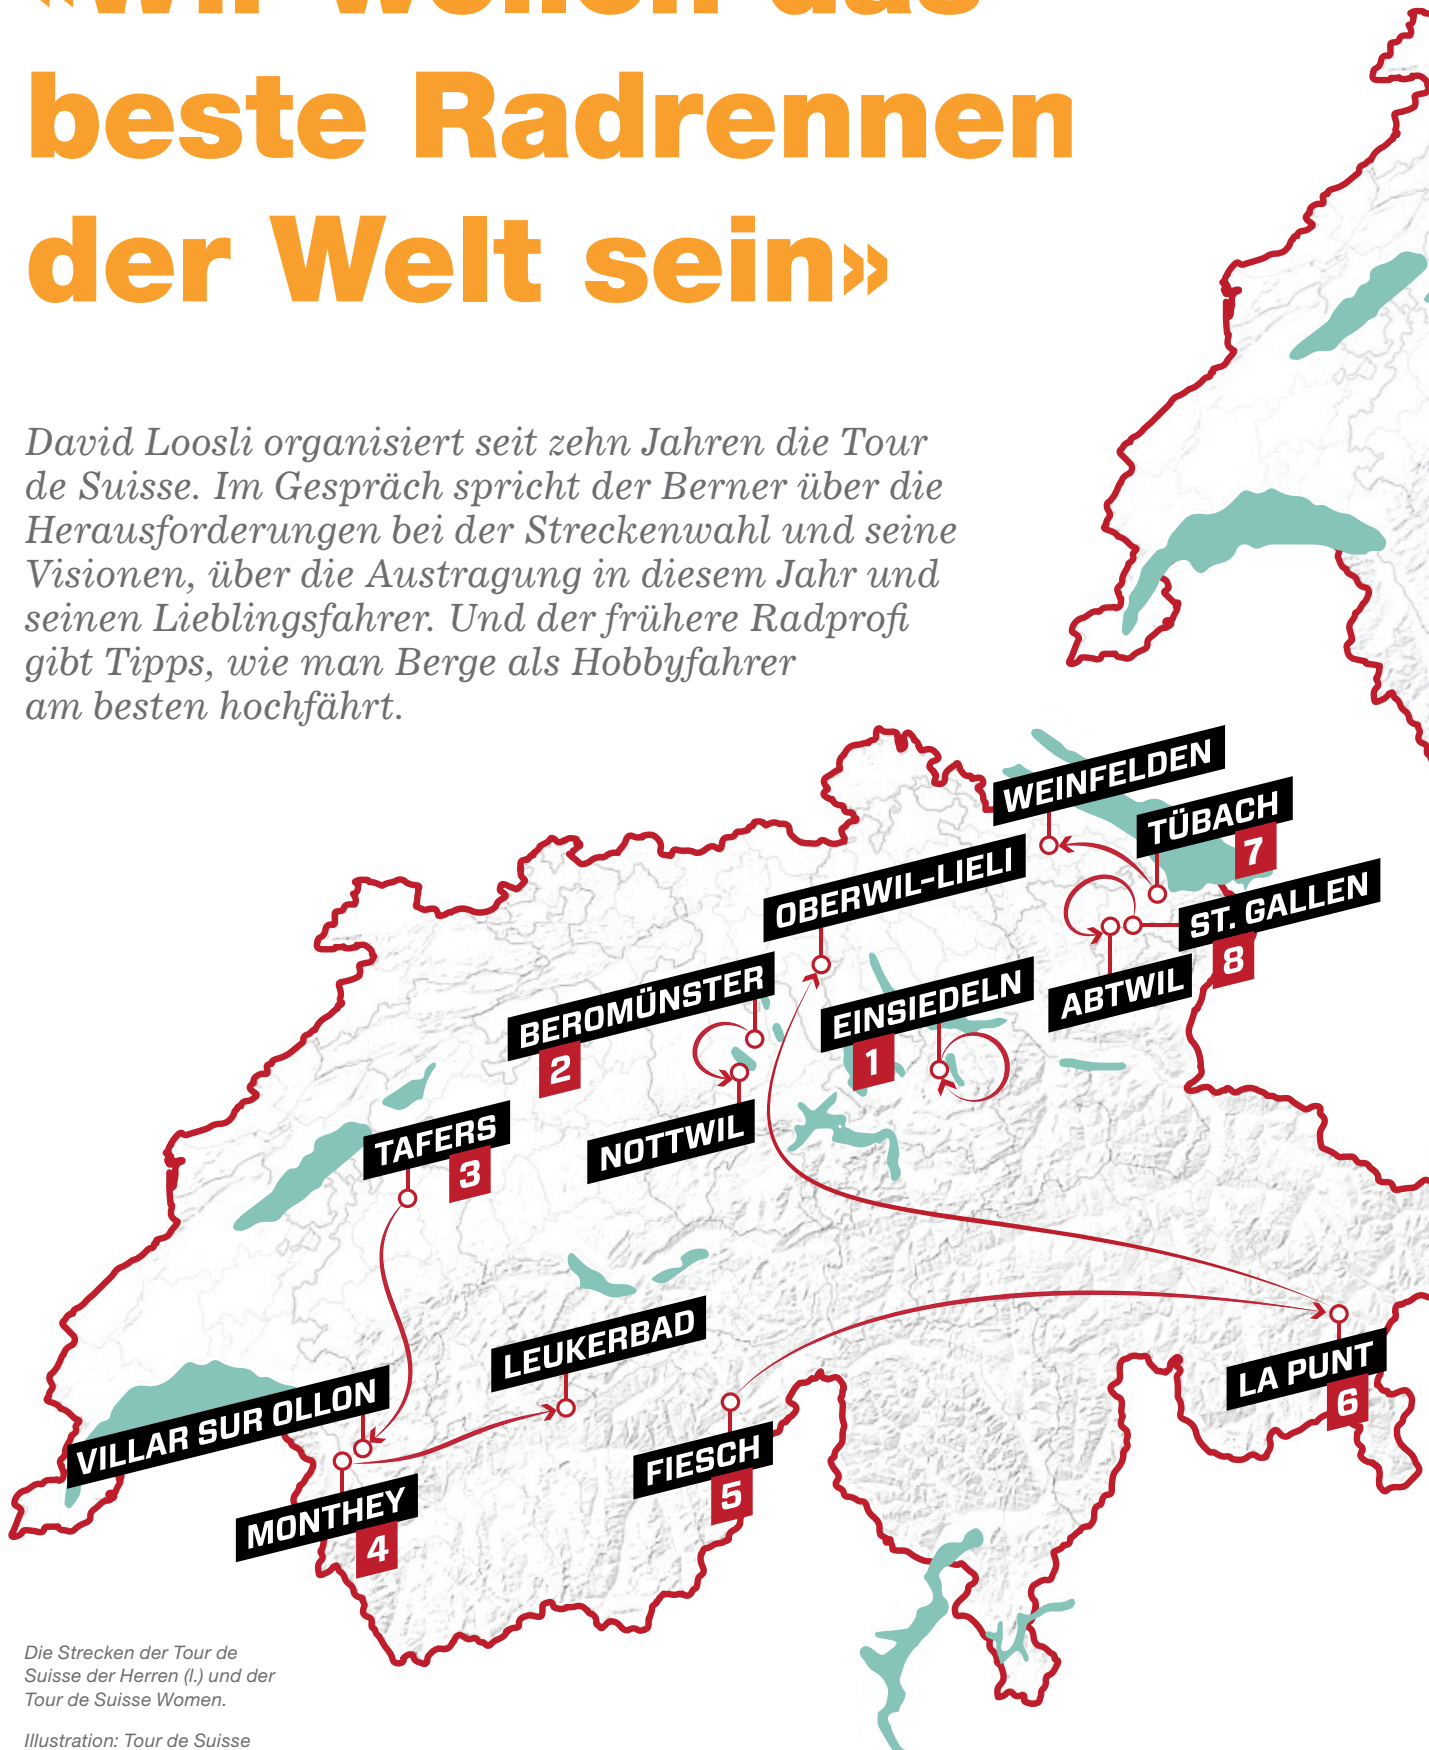 «Wir wollen das
beste Radrennen
der Welt sein»
David Loosli organisiert seit zehn Jahren die Tour
de Suisse. Im Gespräch spricht der Berner über die
Herausforderungen bei der Streckenwahl und seine
Visionen, über die Austragung in diesem Jahr und
seinen Lieblingsfahrer. Und der frühere Radprofi
gibt Tipps, wie man Berge als Hobbyfahrer
am besten hochfährt.
WEINFELDEN
TÜBACH
7
OBERWIL-LIELI
ST. GALLEN
8
ABTWIL
BEROMÜNSTER
2
EINSIEDELN
1
NOTTWIL
TAFERS
3
LEUKERBAD
VILLAR SUR OLLON
LA PUNT
6
FIESCH
5
MONTHEY
4
Die Strecken der Tour de
Suisse der Herren (l.) und der
Tour de Suisse Women.
Illustration: Tour de Suisse